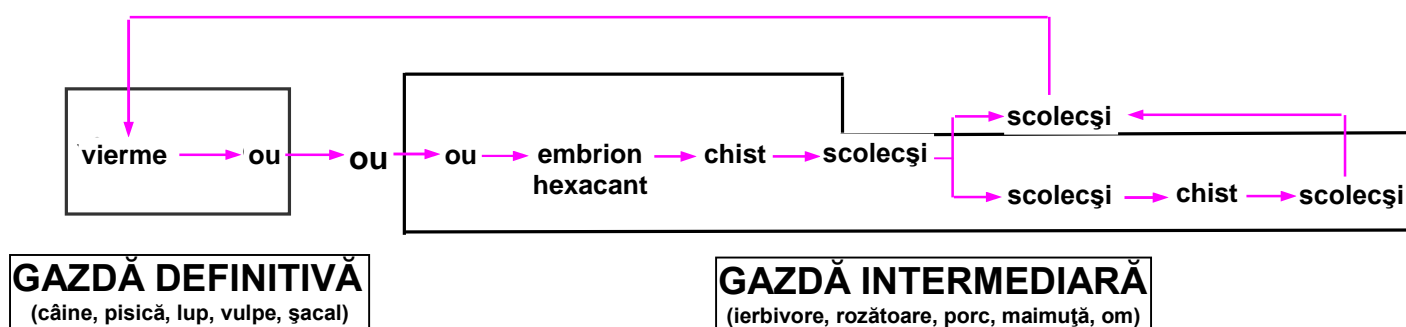 scolecşi
vierme ou ou ou embrion hexacant chist scolecşi
scolecşi chist scolecşi
GAZDĂ DEFINITIVĂ
(câine, pisică, lup, vulpe, şacal)
GAZDĂ INTERMEDIARĂ
(ierbivore, rozătoare, porc, maimuţă, om)